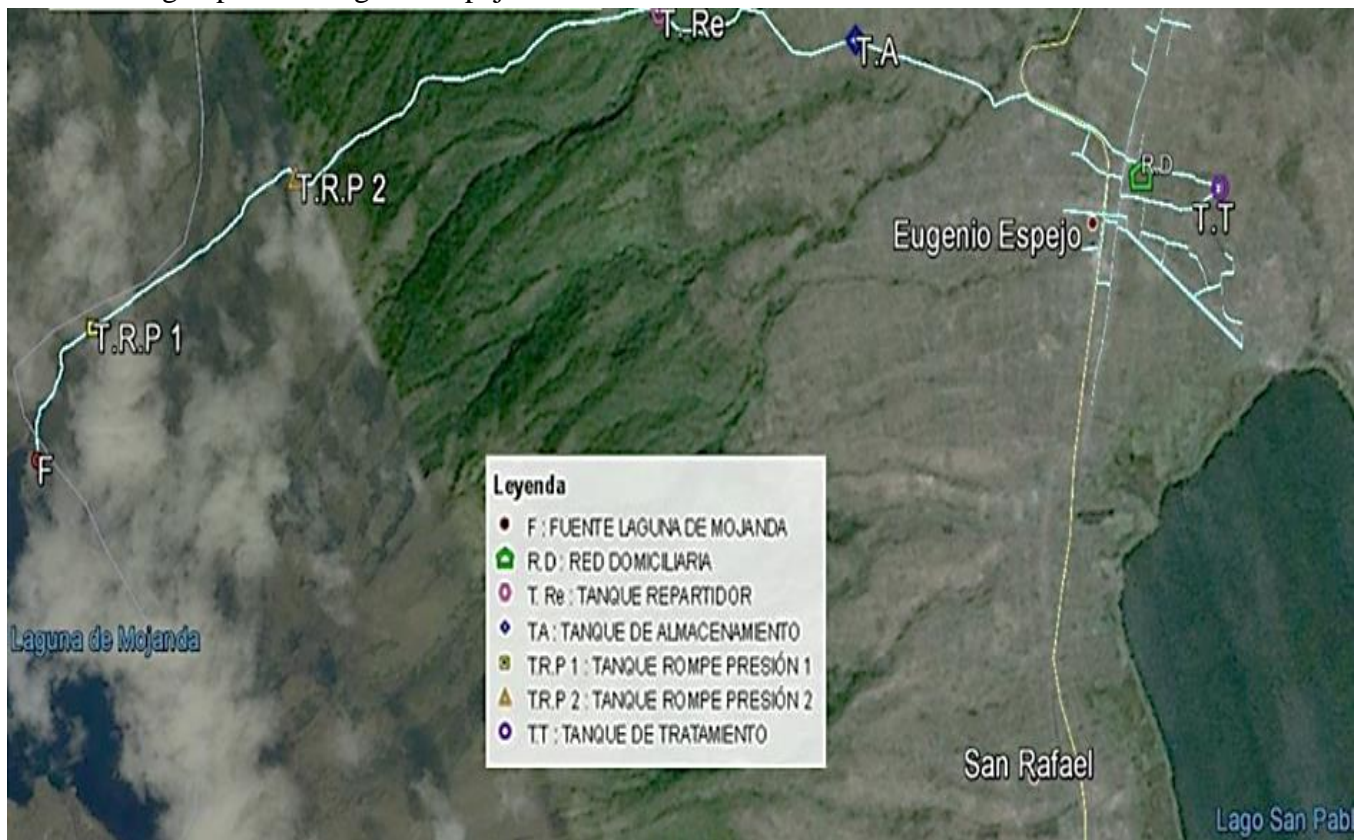 T. Re
T.A
R.D
T.R.P 2
T.T
Eugenio Espejo
T.R.P 1
F
Leyenda
F : FUENTE LAGUNA DE MOJANDA
R.D : RED DOMICILIARIA
T. Re : TANQUE REPARTIDOR
T.A : TANQUE DE ALMACENAMIENTO
T.R.P 1 : TANQUE ROMPE PRESIÓN 1
T.R.P 2 : TANQUE ROMPE PRESIÓN 2
T.T : TANQUE DE TRATAMIENTO
Laguna de Mojanda
San Rafael
Lago San Pabl